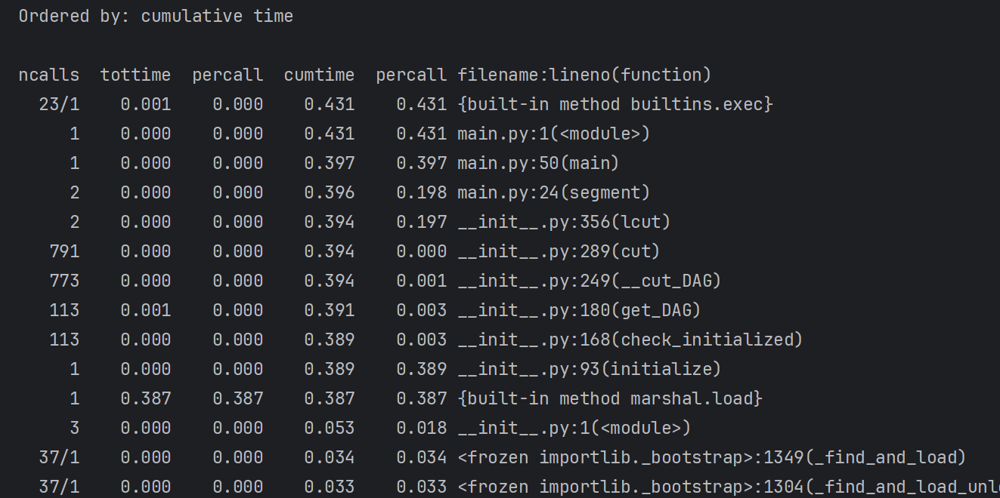 Ordered by: cumulative time
ncalls  tottime  percall  cumtime  percall filename:lineno(function)
23/1    0.001    0.000    0.431    0.431 {built-in method builtins.exec}
1    0.000    0.000    0.431    0.431 main.py:1(<module>)
1    0.000    0.000    0.397    0.397 main.py:50(main)
2    0.000    0.000    0.396    0.198 main.py:24(segment)
2    0.000    0.000    0.394    0.197 __init__.py:356(lcut)
791    0.000    0.000    0.394    0.000 __init__.py:289(cut)
773    0.000    0.000    0.394    0.001 __init__.py:249(__cut_DAG)
113    0.001    0.000    0.391    0.003 __init__.py:180(get_DAG)
113    0.000    0.000    0.389    0.003 __init__.py:168(check_initialized)
1    0.000    0.000    0.389    0.389 __init__.py:93(initialize)
1    0.387    0.387    0.387    0.387 {built-in method marshal.load}
3    0.000    0.000    0.053    0.018 __init__.py:1(<module>)
37/1    0.000    0.000    0.034    0.034 <frozen importlib._bootstrap>:1349(_find_and_load)
37/1    0.000    0.000    0.033    0.033 <frozen importlib._bootstrap>:1304(_find_and_load_unl